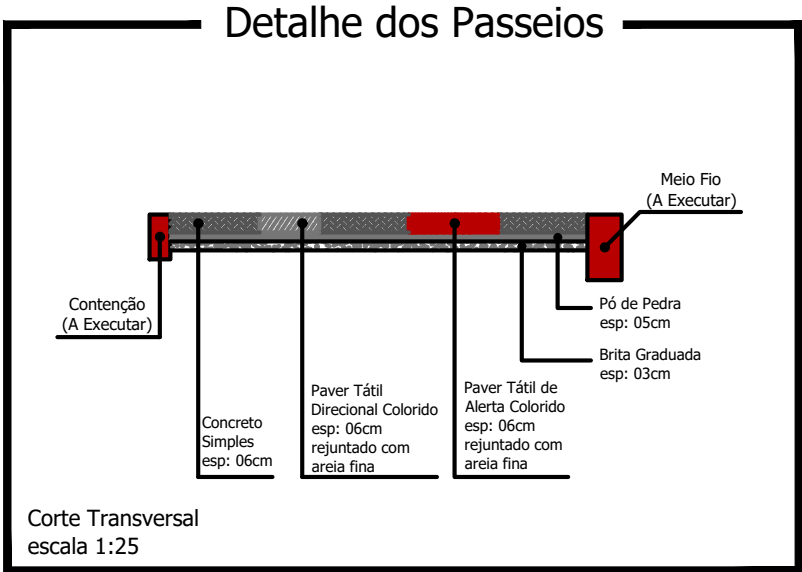 Detalhe dos Passeios
Meio Fio
(A Executar)
Contenção
(A Executar)
Pó de Pedra
esp: 05cm
Brita Graduada
esp: 03cm
Concreto
Simples
esp: 06cm
Paver Tátil
Direcional Colorido
esp: 06cm
rejuntado com
areia fina
Paver Tátil de
Alerta Colorido
esp: 06cm
rejuntado com
areia fina
Corte Transversal
escala 1:25